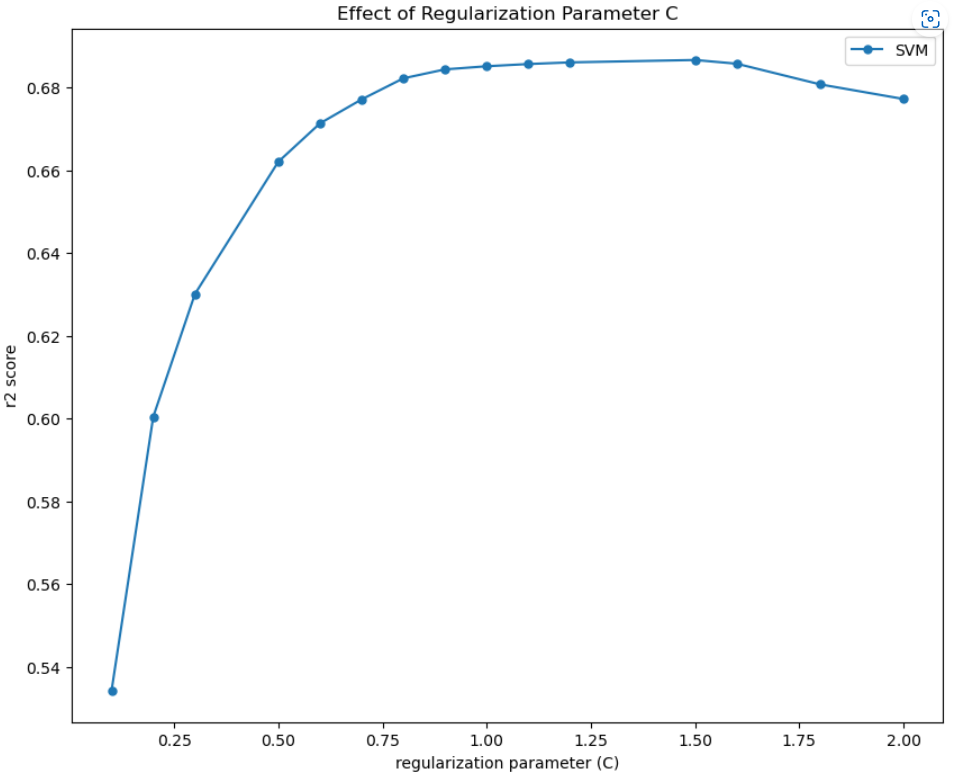 Effect of Regularization Parameter C
SVM
0.68
0.66
0.64
0.62
0.60
0.58
0.56
0.54
r2 score
0.25 0.50 0.75 1.00 1.25 1.50 1.75 2.00
regularization parameter (C)